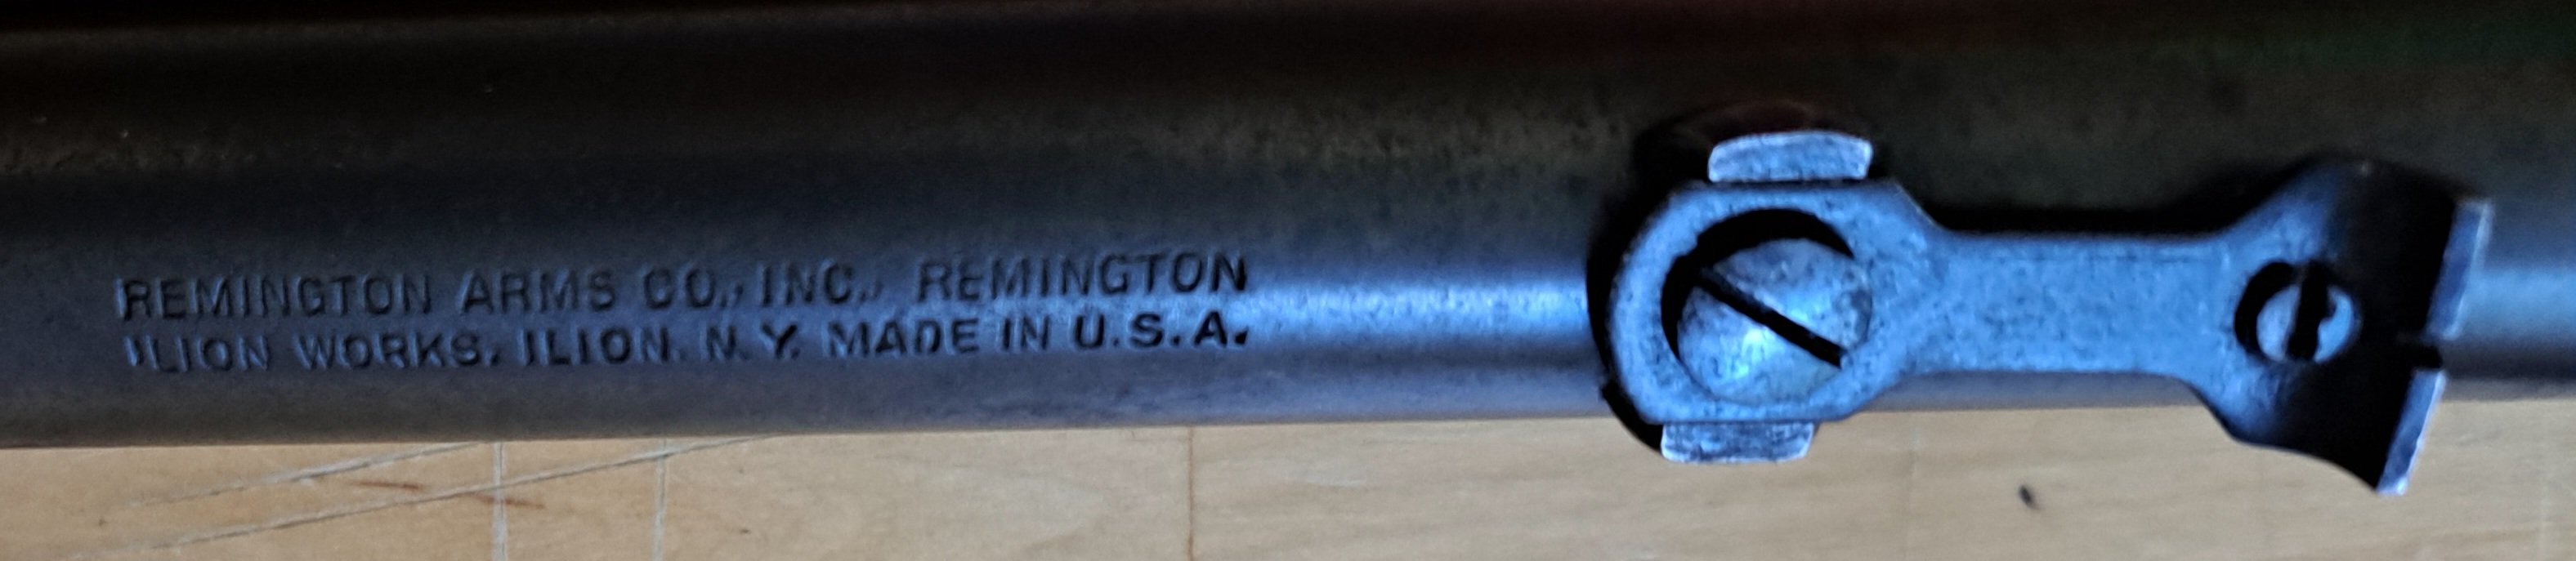 REMINGTON ARMS CO., INC., REMINGTON
ILION WORKS. ILION. N. Y. MADE IN U.S.A.